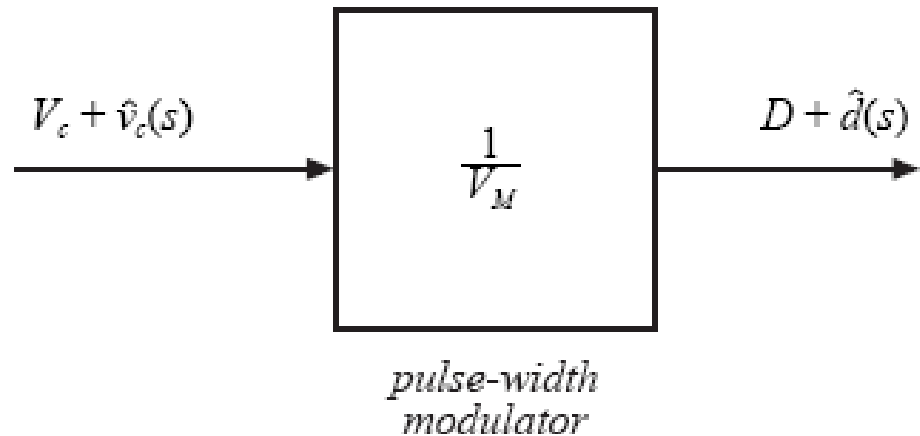 V_c + v̂_c(s)
D + d̂(s)
1
V_M
pulse-width
modulator